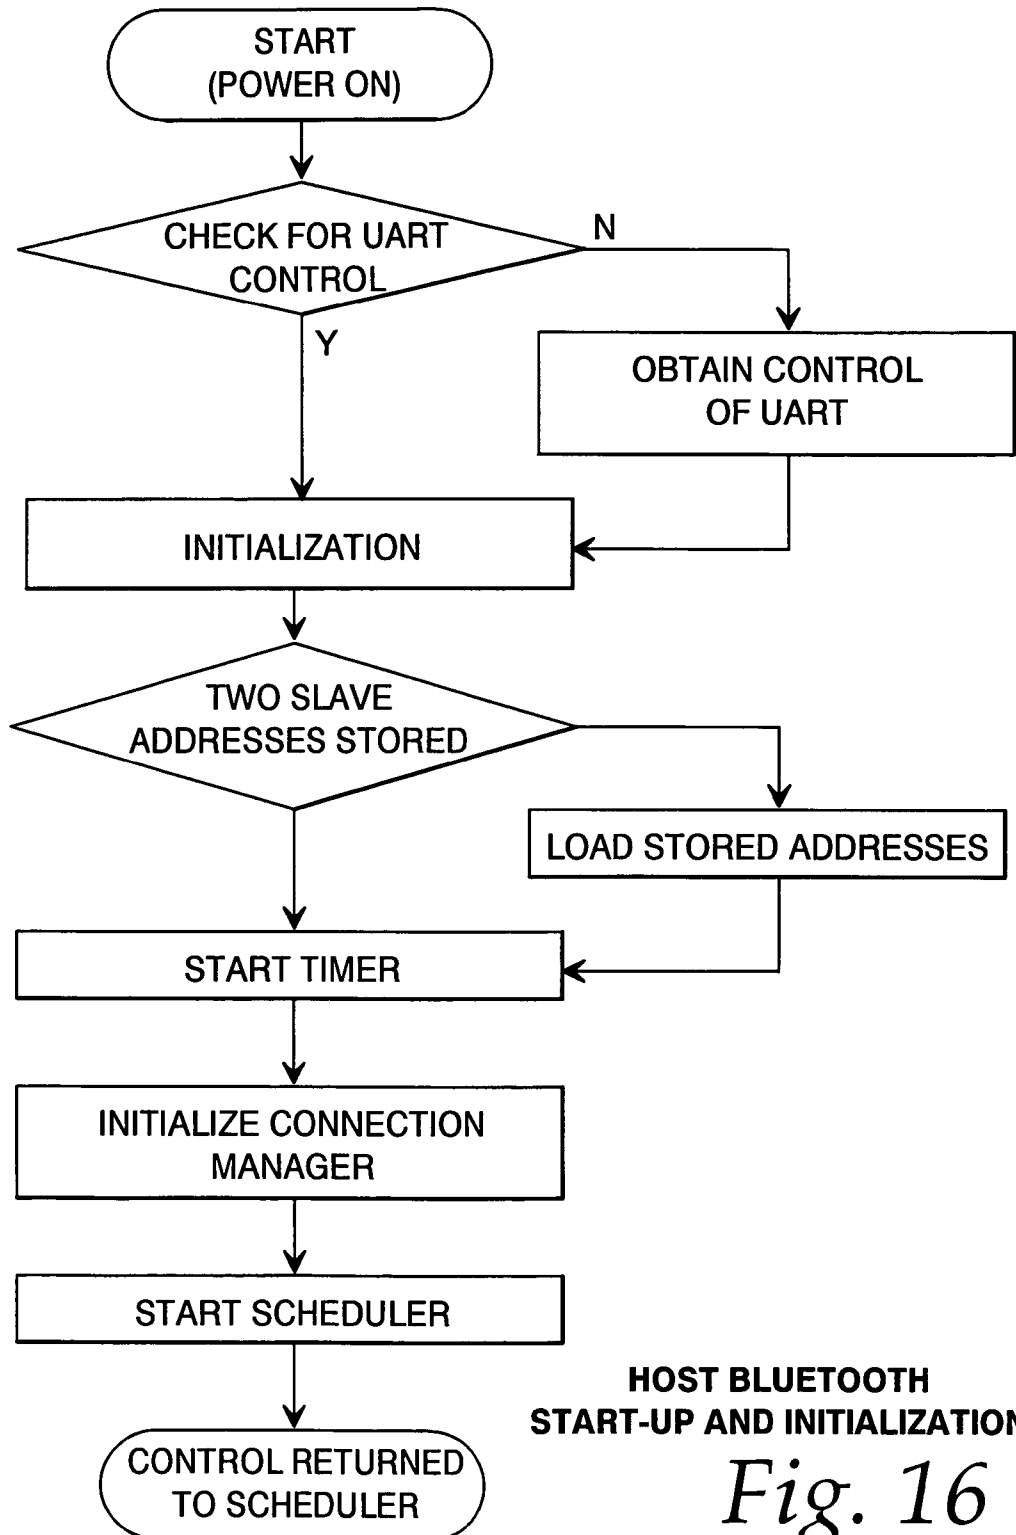 START
(POWER ON)
CHECK FOR UART
CONTROL
N
Y
OBTAIN CONTROL
OF UART
INITIALIZATION
TWO SLAVE
ADDRESSES STORED
LOAD STORED ADDRESSES
START TIMER
INITIALIZE CONNECTION
MANAGER
START SCHEDULER
HOST BLUETOOTH
START-UP AND INITIALIZATION
CONTROL RETURNED
TO SCHEDULER
Fig. 16